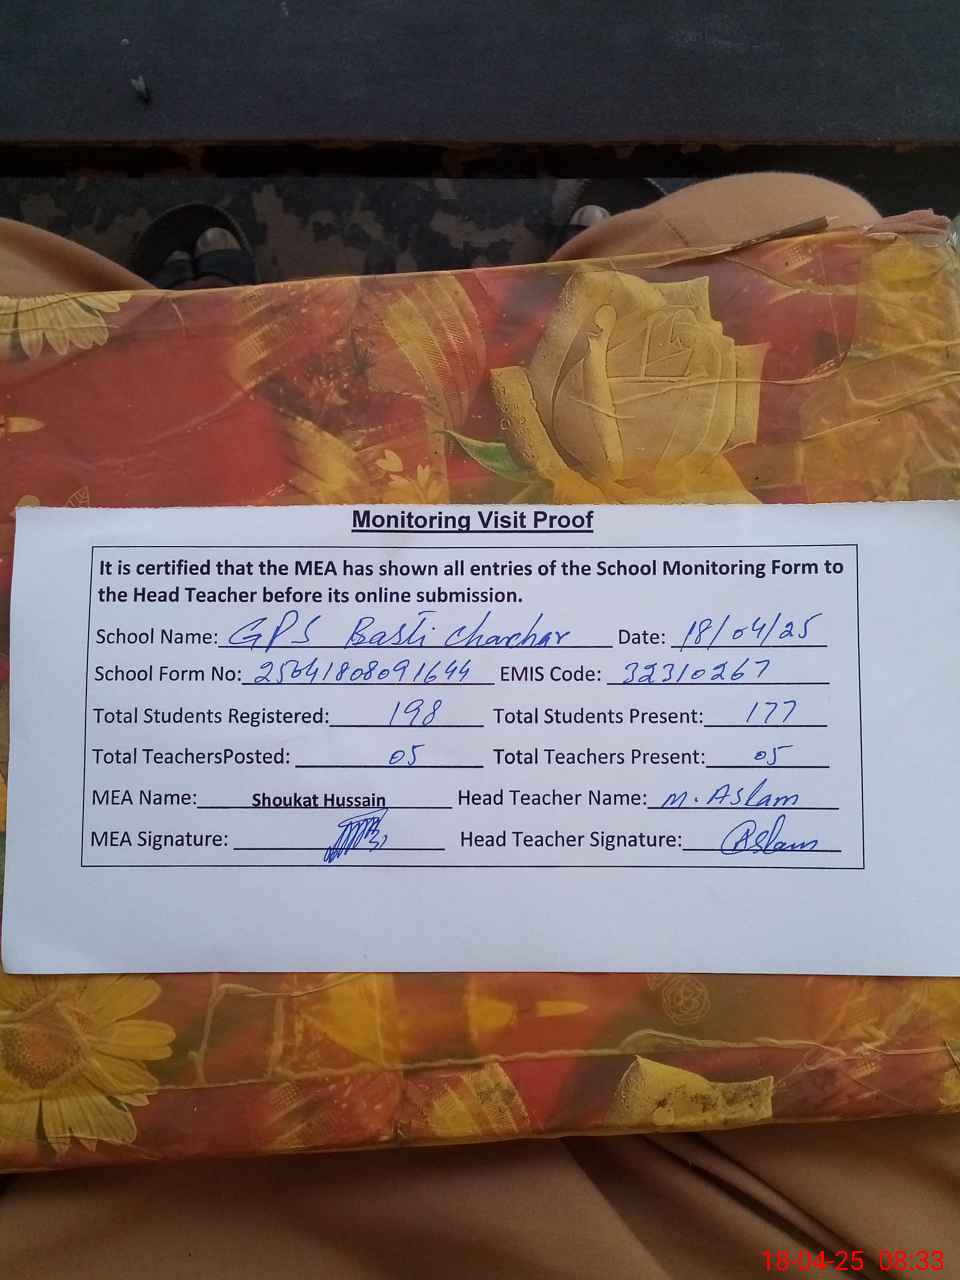 Monitoring Visit Proof
It is certified that the MEA has shown all entries of the School Monitoring Form to
the Head Teacher before its online submission.
School Name: GPS Basti Charchar Date: 18/04/25
School Form No: 25041808091644 EMIS Code: 32310267
Total Students Registered: 198 Total Students Present: 177
Total TeachersPosted: 05 Total Teachers Present: 05
MEA Name: Shoukat Hussain Head Teacher Name: M. Aslam
MEA Signature: Head Teacher Signature: Aslam
18-04-25 08:33